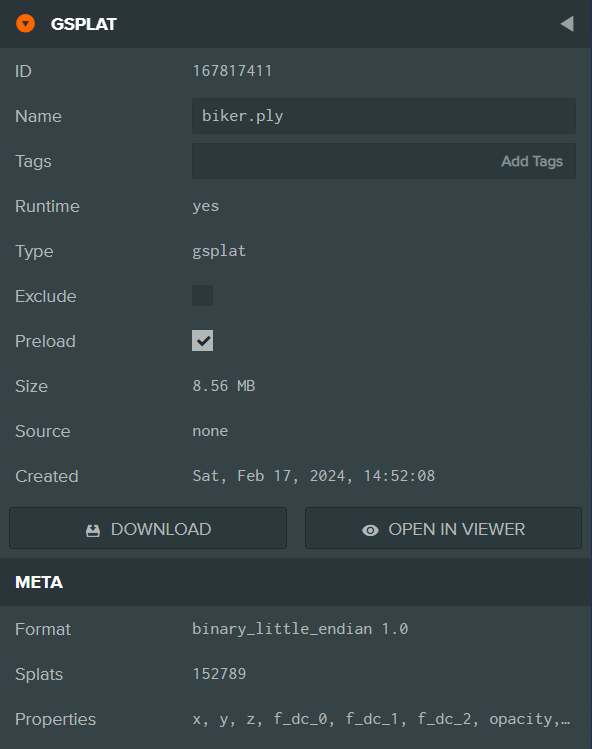 GSPLAT
ID 167817411
Name biker.ply
Tags Add Tags
Runtime yes
Type gsplat
Exclude
Preload
Size 8.56 MB
Source none
Created Sat, Feb 17, 2024, 14:52:08
DOWNLOAD OPEN IN VIEWER
META
Format binary_little_endian 1.0
Splats 152789
Properties x, y, z, f_dc_0, f_dc_1, f_dc_2, opacity,…